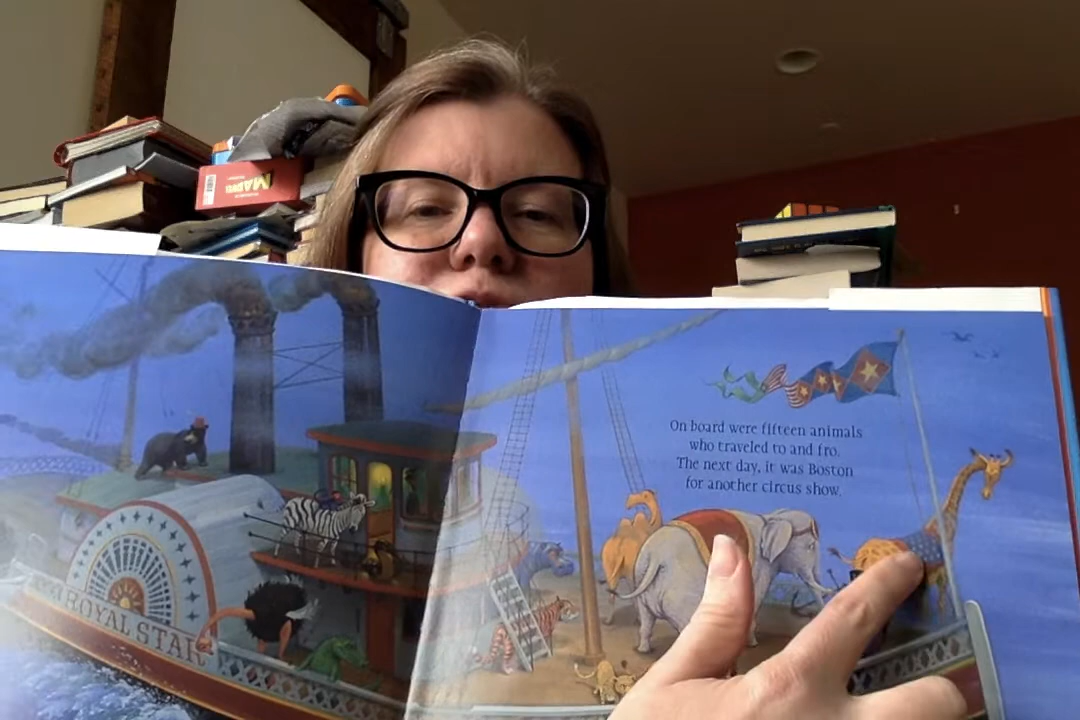 MAPS
ROYAL STAR
On board were fifteen animals
who traveled to and fro.
The next day, it was Boston
for another circus show.